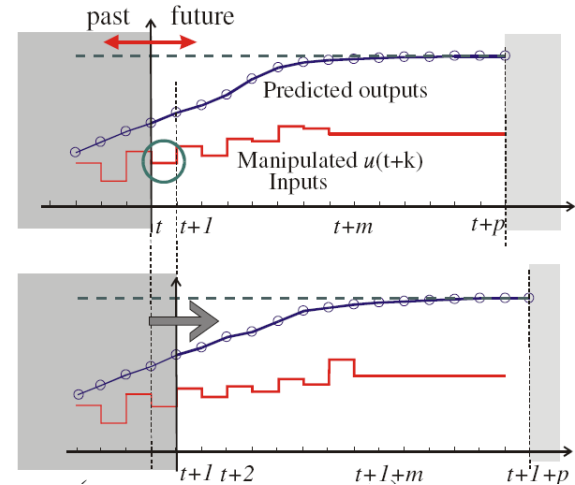 past future
Predicted outputs
Manipulated u(t+k)
Inputs
t t+1 t+m t+p
t+1 t+2 t+1+m t+1+p